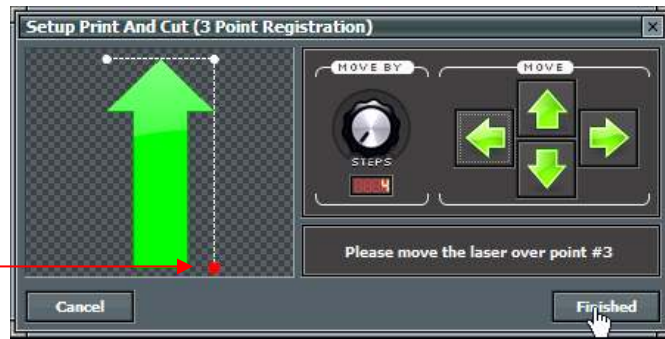 Setup Print And Cut (3 Point Registration)
MOVE BY
MOVE
STEPS
4
Please move the laser over point #3
Cancel
Finished